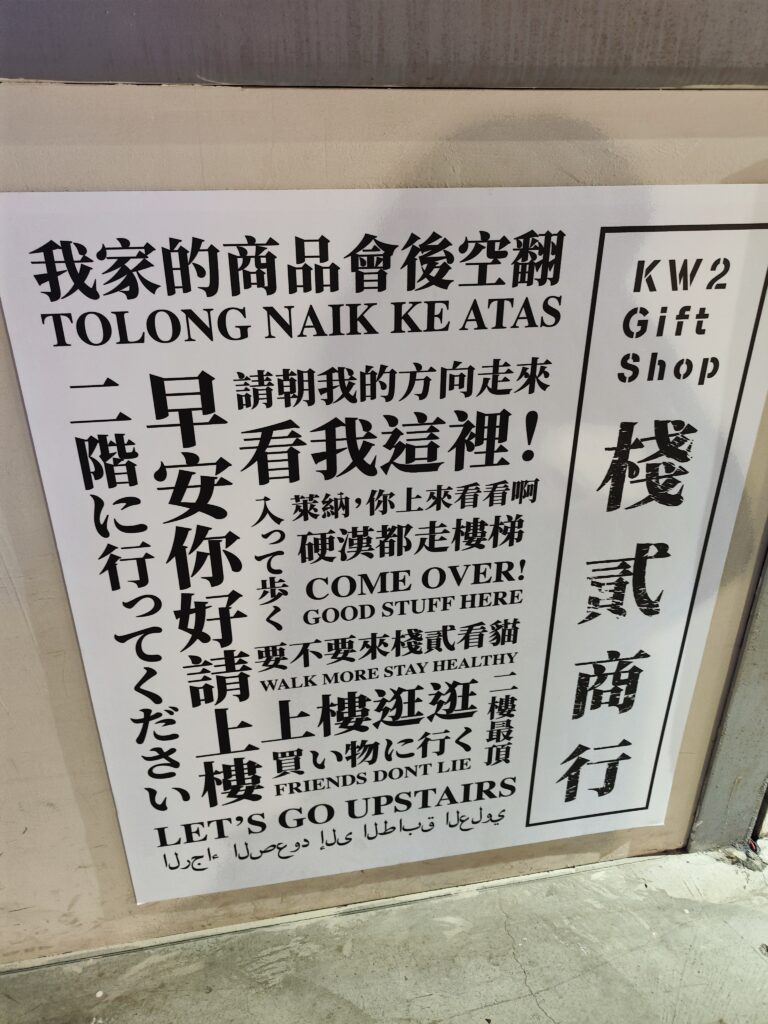 我家的商品會後空翻
TOLONG NAIK KE ATAS
二階に行ってください
早安你好請上樓
請朝我的方向走來
看我這裡!
入って歩く
萊納,你上來看看啊
硬漢都走樓梯
COME OVER!
GOOD STUFF HERE
要不要來棧貳看貓
WALK MORE STAY HEALTHY
上樓逛逛
二樓最頂
買い物に行く
FRIENDS DONT LIE
LET'S GO UPSTAIRS
الرجاء الصعود إلى الطابق العلوي
KW2
Gift
Shop
棧貳商行